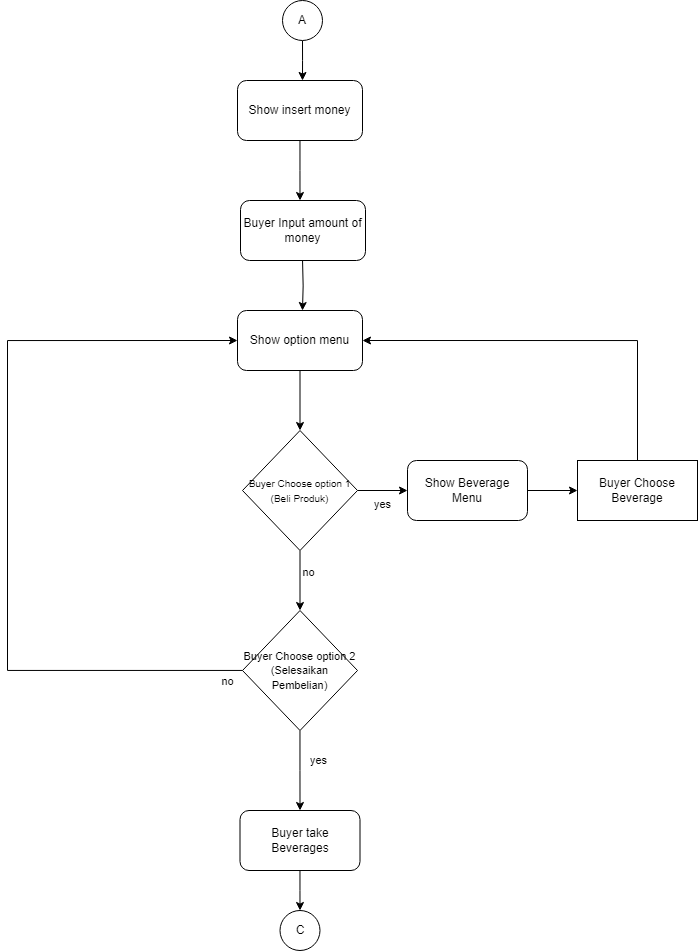 A
Show insert money
Buyer Input amount of
money
Show option menu
Buyer Choose option 1
(Beli Produk)
yes
Show Beverage
Menu
Buyer Choose
Beverage
no
Buyer Choose option 2
(Selesaikan
Pembelian)
no
yes
Buyer take
Beverages
C